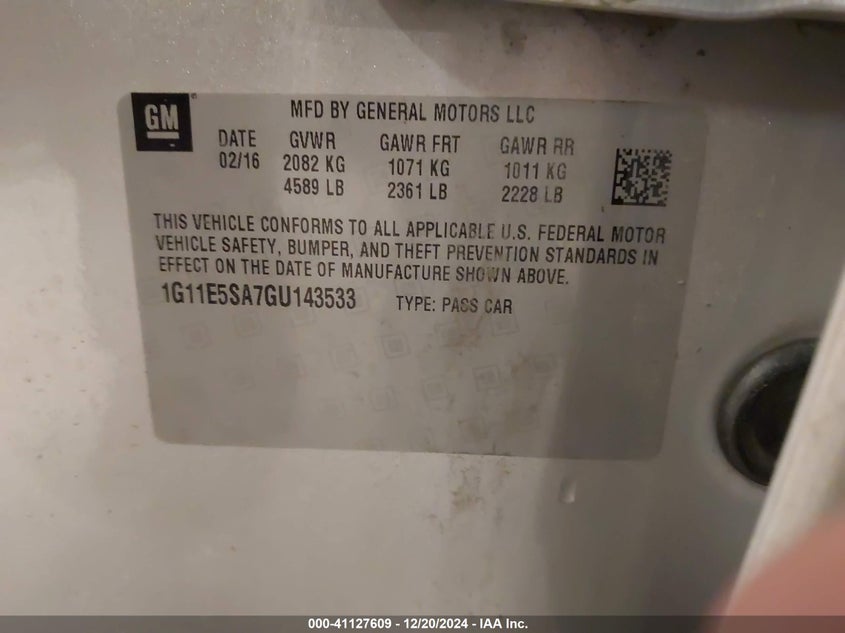 GM
MFD BY GENERAL MOTORS LLC
DATE GVWR GAWR FRT GAWR RR
02/16 2082 KG 1071 KG 1011 KG
4589 LB 2361 LB 2228 LB
THIS VEHICLE CONFORMS TO ALL APPLICABLE U.S. FEDERAL MOTOR
VEHICLE SAFETY, BUMPER, AND THEFT PREVENTION STANDARDS IN
EFFECT ON THE DATE OF MANUFACTURE SHOWN ABOVE.
1G11E5SA7GU143533 TYPE: PASS CAR
000-41127609 - 12/20/2024 - IAA Inc.